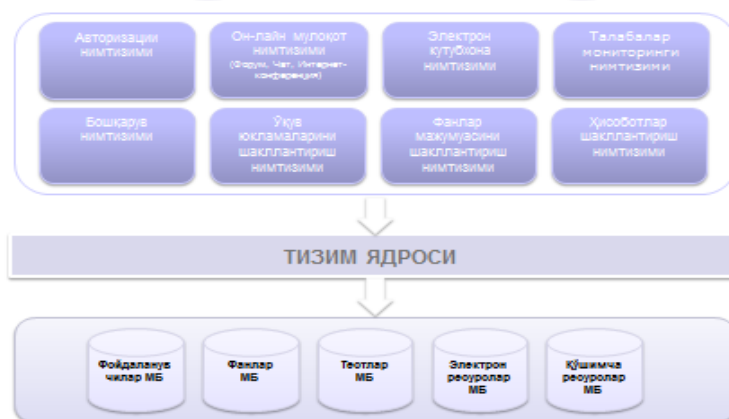 Авторизации
нимтизими
Он-лайн мулоқот
нимтизими
(Форум, Чат, Интернет-
конференция)
Электрон
кутубхона
нимтизими
Талабалар
мониторинги
нимтизими
Бошқарув
нимтизими
Ўқув
юкламаларини
шакллантириш
нимтизими
Фанлар
мажумуасини
шакллантириш
нимтизими
Ҳисоботлар
шакллантириш
нимтизими
ТИЗИМ ЯДРОСИ
Фойдаланув
чилар МБ
Фанлар
МБ
Тестлар
МБ
Электрон
ресурслар
МБ
Қўшимча
ресурслар
МБ